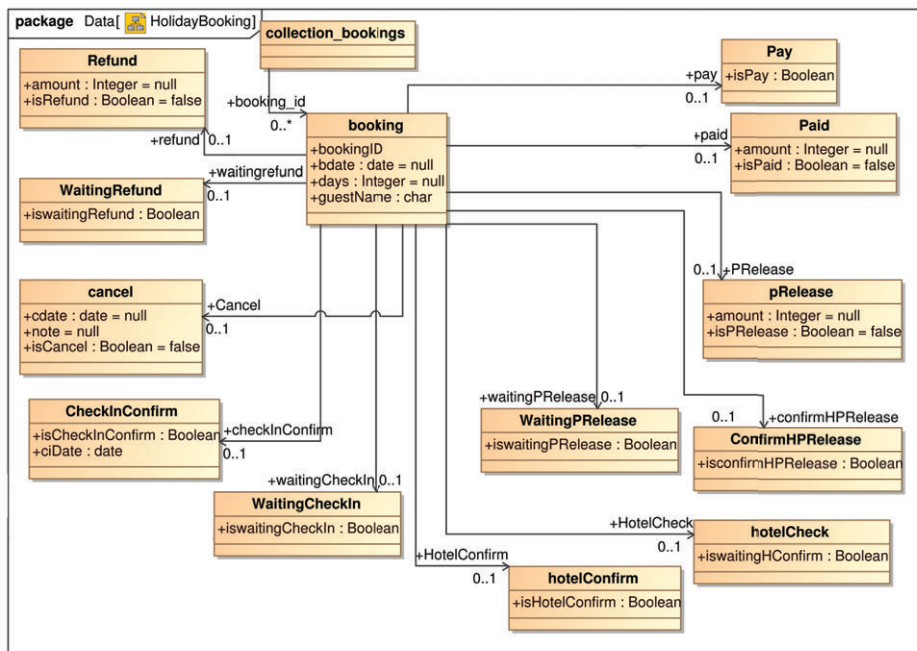 package Data[ HolidayBooking]
collection_bookings
Refund
+amount : Integer = null
+isRefund : Boolean = false
+booking_id
0..*
+refund
0..1
booking
+bookingID
+bdate : date = null
+days : Integer = null
+guestName : char
+pay
0..1
Pay
+isPay : Boolean
+paid
0..1
Paid
+amount : Integer = null
+isPaid : Boolean = false
+waitingrefund
0..1
WaitingRefund
+iswaitingRefund : Boolean
0..1
+PRelease
pRelease
+amount : Integer = null
+isPRelease : Boolean = false
cancel
+cdate : date = null
+note = null
+isCancel : Boolean = false
+Cancel
0..1
CheckInConfirm
+isCheckInConfirm : Boolean
+ciDate : date
+checkInConfirm
0..1
+waitingPRelease
0..1
WaitingPRelease
+iswaitingPRelease : Boolean
0..1
+confirmHPRelease
ConfirmHPRelease
+isconfirmHPRelease : Boolean
+waitingCheckIn
0..1
WaitingCheckIn
+iswaitingCheckIn : Boolean
+HotelCheck
0..1
hotelCheck
+iswaitingHConfirm : Boolean
+HotelConfirm
0..1
hotelConfirm
+isHotelConfirm : Boolean